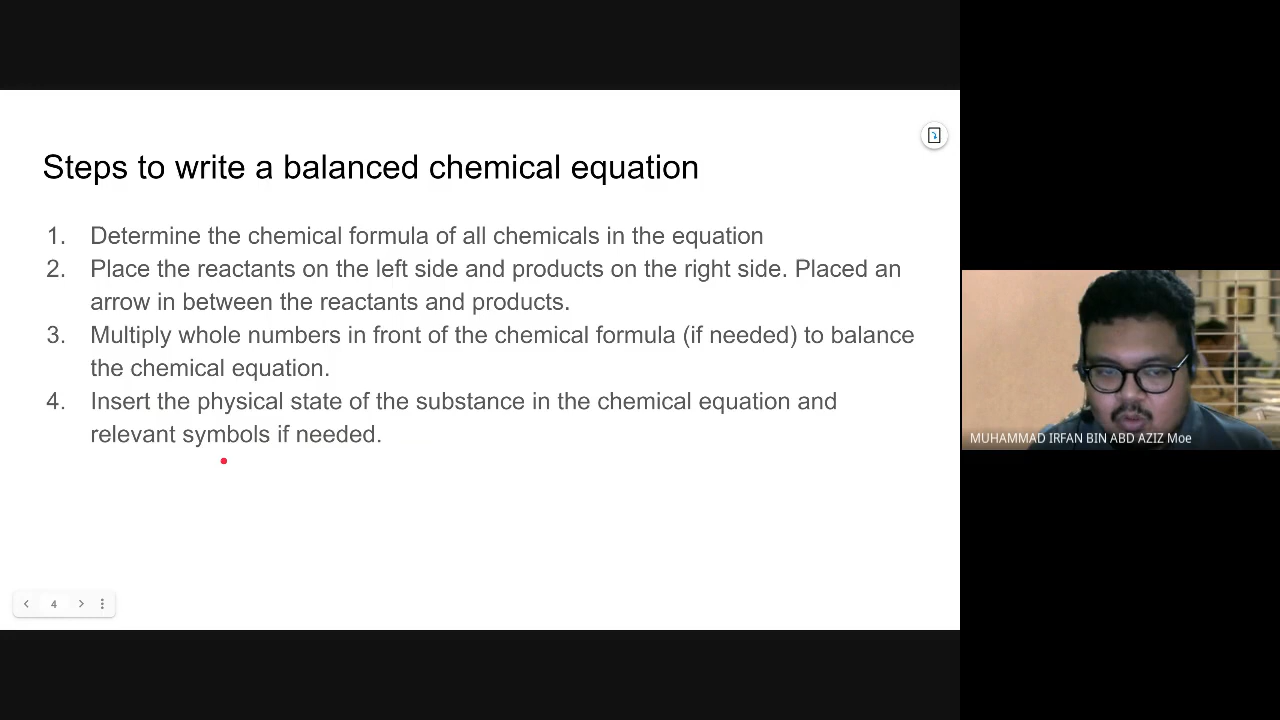 Steps to write a balanced chemical equation
1. Determine the chemical formula of all chemicals in the equation
2. Place the reactants on the left side and products on the right side. Placed an
arrow in between the reactants and products.
3. Multiply whole numbers in front of the chemical formula (if needed) to balance
the chemical equation.
4. Insert the physical state of the substance in the chemical equation and
relevant symbols if needed.
MUHAMMAD IRFAN BIN ABD AZIZ Moe
4